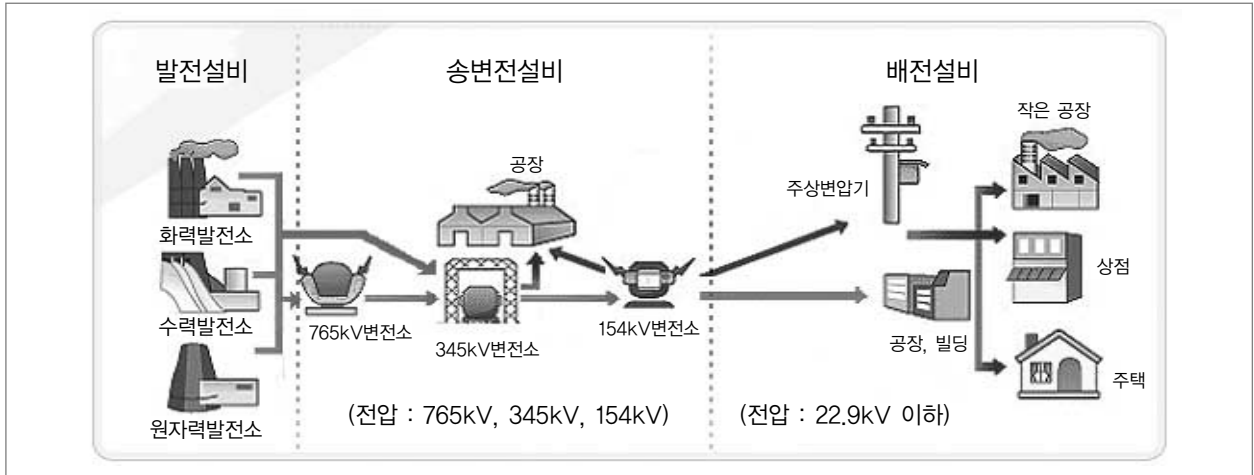 발전설비
송변전설비
배전설비
화력발전소
수력발전소
원자력발전소
공장
765kV변전소
345kV변전소
154kV변전소
(전압 : 765kV, 345kV, 154kV)
주상변압기
작은 공장
상점
공장, 빌딩
주택
(전압 : 22.9kV 이하)